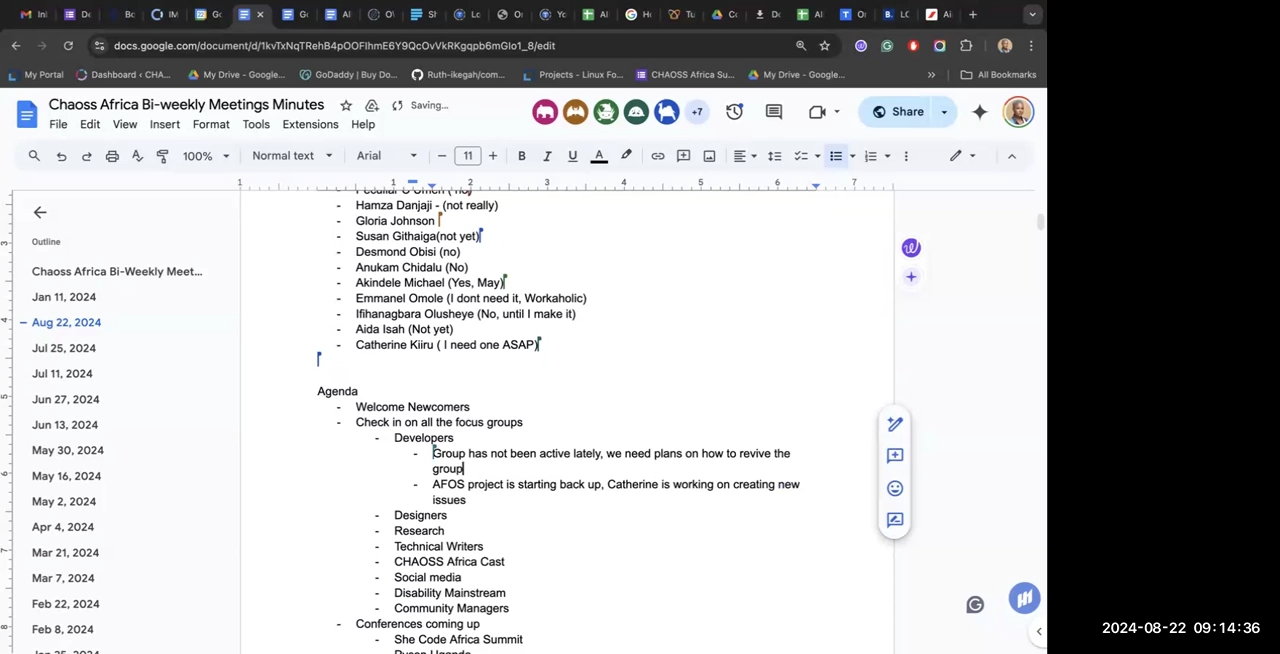 docs.google.com/document/d/1kvTxNqTRehB4pOOFlhmE6Y9QcOvVkRKgqpb6mGlo1_8/edit
My Portal
Dashboard ‹ CHA...
My Drive - Google...
GoDaddy | Buy Do...
Ruth-ikegah/com...
Projects - Linux Fo...
CHAOSS Africa Su...
My Drive - Google...
All Bookmarks
Chaoss Africa Bi-weekly Meetings Minutes
Saving...
+7
Share
File Edit View Insert Format Tools Extensions Help
100% Normal text Arial 11
1 1 2 3 4 5 6 7
Outline
Chaoss Africa Bi-Weekly Meet...
Jan 11, 2024
Aug 22, 2024
Jul 25, 2024
Jul 11, 2024
Jun 27, 2024
Jun 13, 2024
May 30, 2024
May 16, 2024
May 2, 2024
Apr 4, 2024
Mar 21, 2024
Mar 7, 2024
Feb 22, 2024
Feb 8, 2024
- Hamza Danjaji - (not really)
- Gloria Johnson
- Susan Githaiga(not yet)
- Desmond Obisi (no)
- Anukam Chidalu (No)
- Akindele Michael (Yes, May)
- Emmanel Omole (I dont need it, Workaholic)
- Ifihanagbara Olusheye (No, until I make it)
- Aida Isah (Not yet)
- Catherine Kiiru ( I need one ASAP)
Agenda
- Welcome Newcomers
- Check in on all the focus groups
- Developers
- Group has not been active lately, we need plans on how to revive the
group
- AFOS project is starting back up, Catherine is working on creating new
issues
- Designers
- Research
- Technical Writers
- CHAOSS Africa Cast
- Social media
- Disability Mainstream
- Community Managers
- Conferences coming up
- She Code Africa Summit
2024-08-22 09:14:36